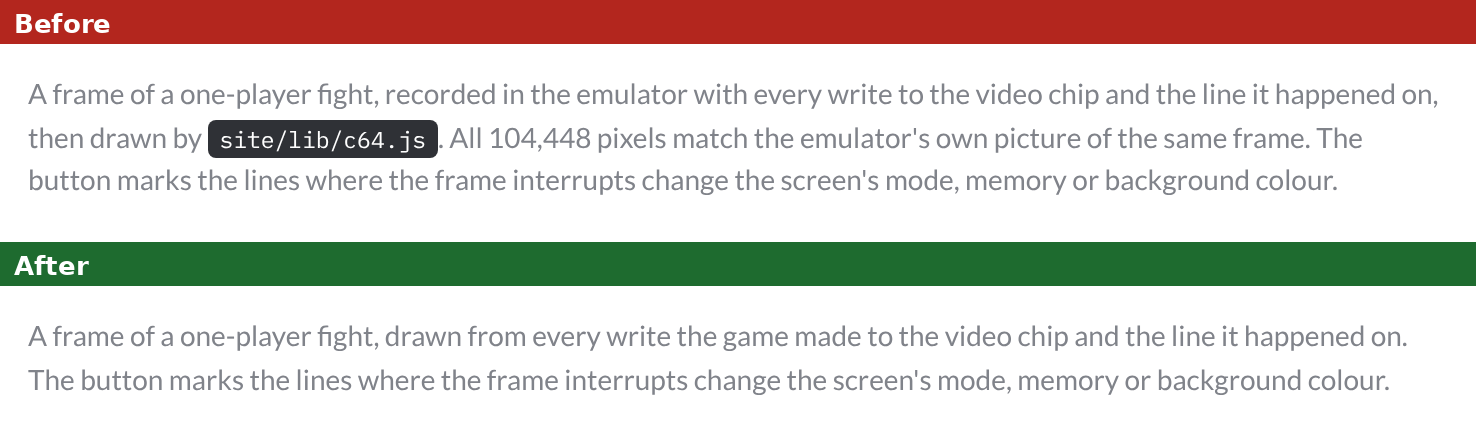 Before
A frame of a one-player fight, recorded in the emulator with every write to the video chip and the line it happened on,
then drawn by site/lib/c64.js. All 104,448 pixels match the emulator's own picture of the same frame. The
button marks the lines where the frame interrupts change the screen's mode, memory or background colour.
After
A frame of a one-player fight, drawn from every write the game made to the video chip and the line it happened on.
The button marks the lines where the frame interrupts change the screen's mode, memory or background colour.